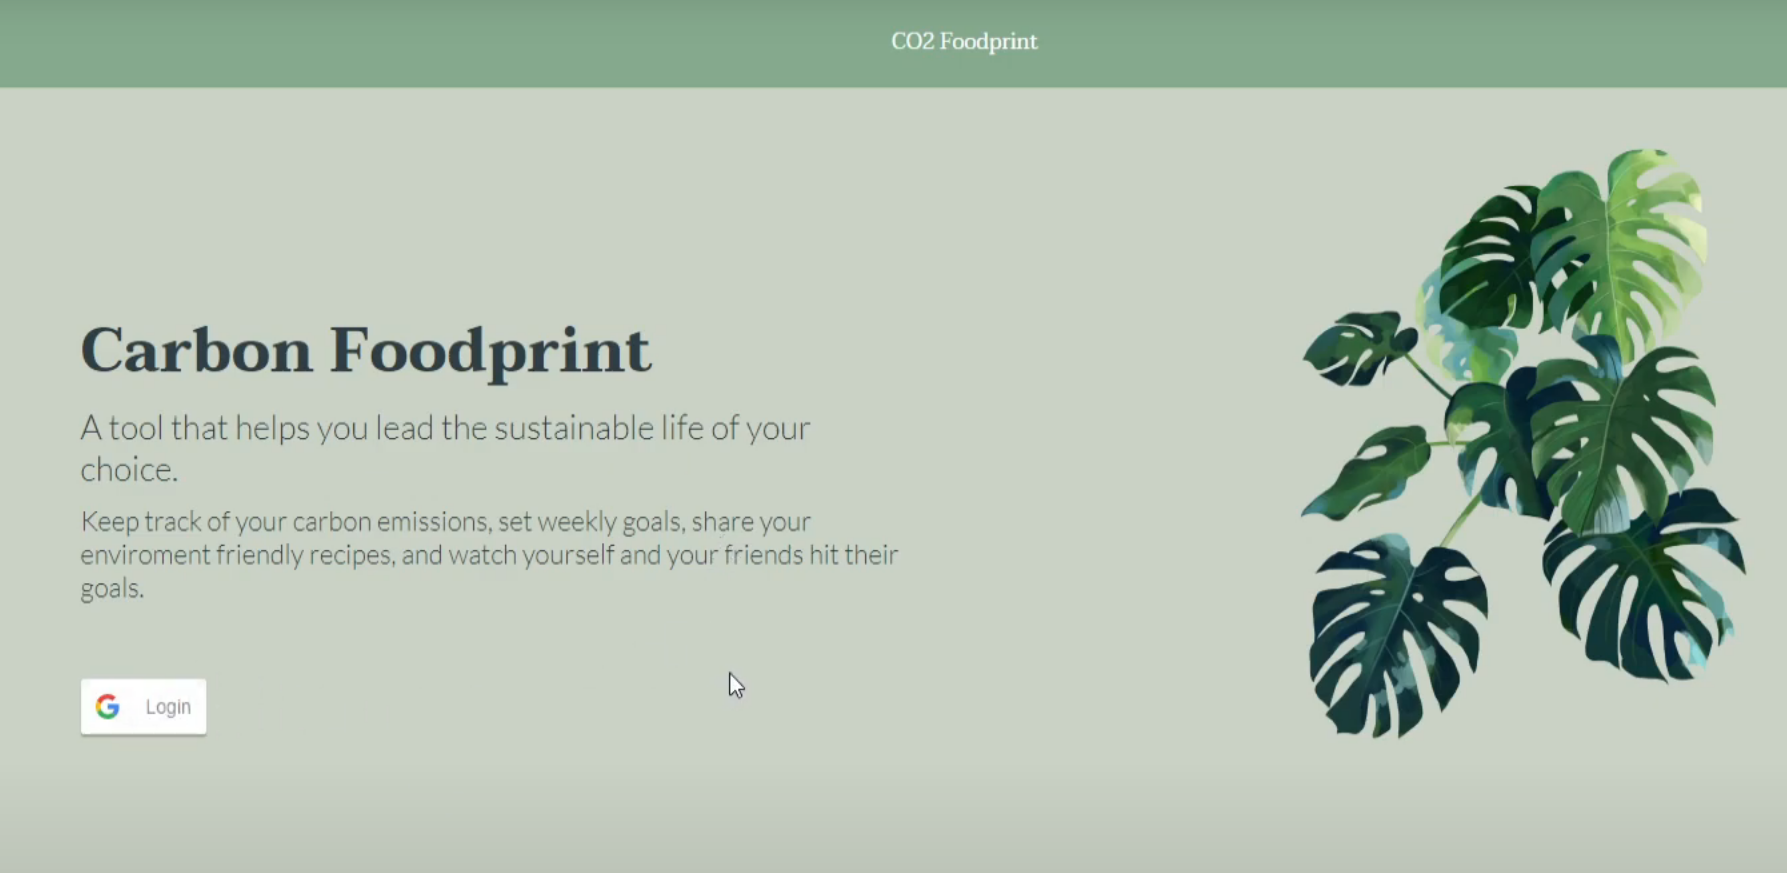 CO2 Foodprint
Carbon Foodprint
A tool that helps you lead the sustainable life of your
choice.
Keep track of your carbon emissions, set weekly goals, share your
enviroment friendly recipes, and watch yourself and your friends hit their
goals.
Login